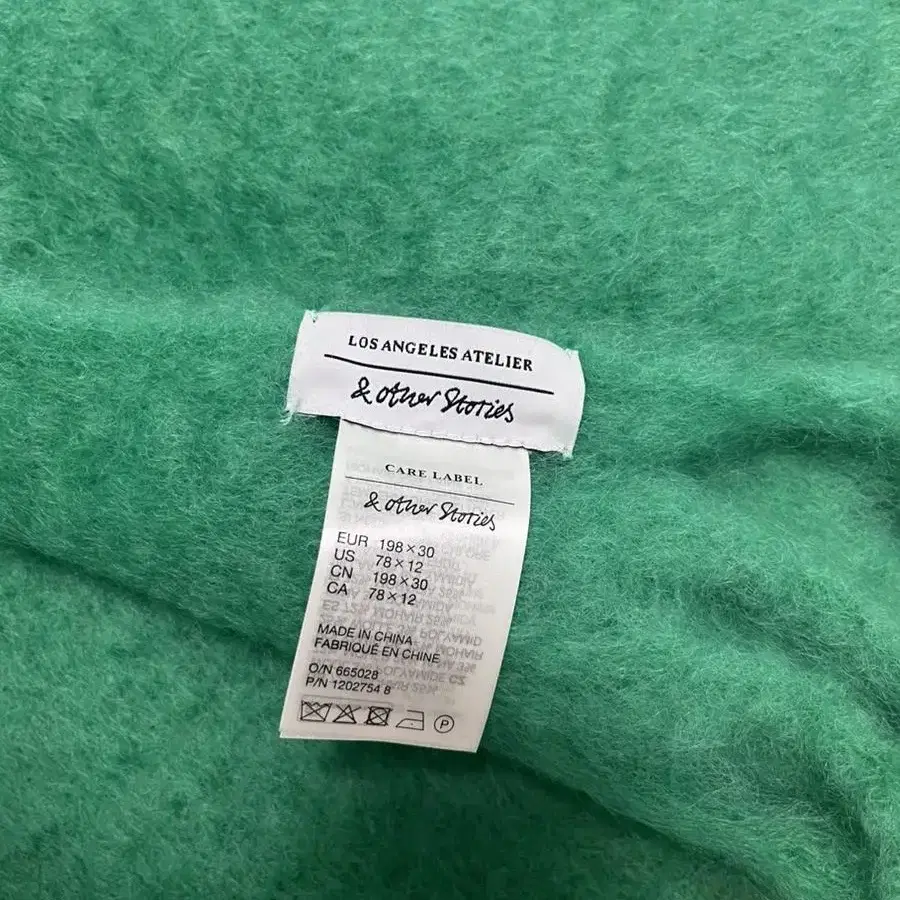 LOS ANGELES ATELIER
& other Stories
CARE LABEL
& other Stories
EUR 198×30
US 78×12
CN 198×30
CA 78×12
MADE IN CHINA
FABRIQUÉ EN CHINE
O/N 665028
P/N 1202754 8
P